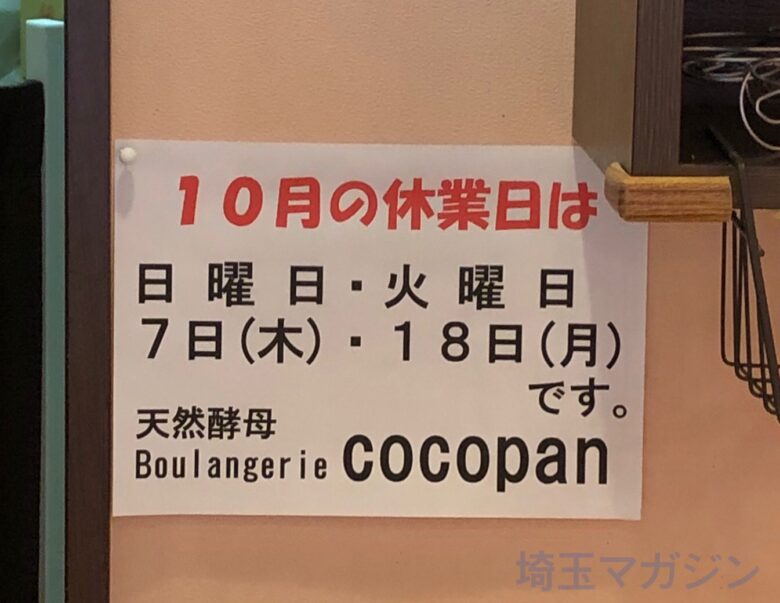 １０月の休業日は
日曜日・火曜日
７日(木)・１８日(月)
です。
天然酵母
Boulangerie cocopan
埼玉マガジン